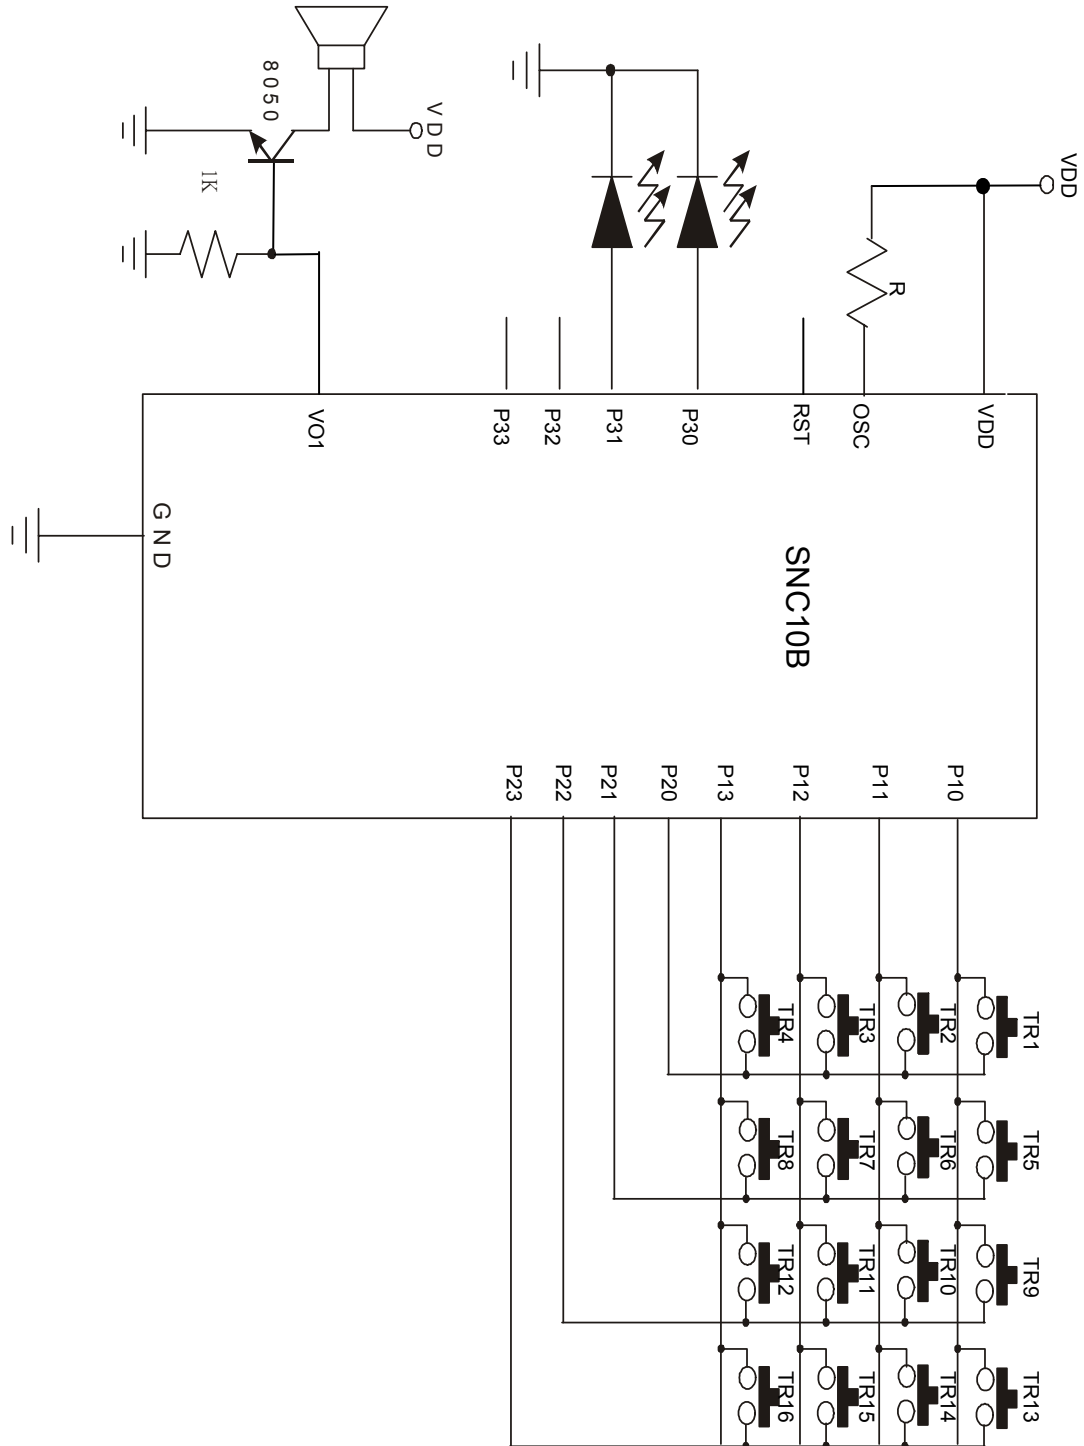 8050
VDD
1K
VDD
R
VO1
P33
P32
P31
P30
RST
OSC
VDD
GND
SNC10B
P23
P22
P21
P20
P13
P12
P11
P10
TR4
TR3
TR2
TR1
TR8
TR7
TR6
TR5
TR12
TR11
TR10
TR9
TR16
TR15
TR14
TR13